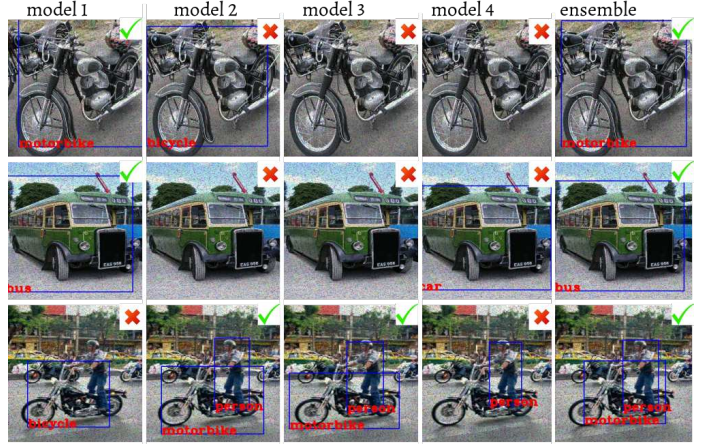 model 1 model 2 model 3 model 4 ensemble
motorbike bicycle motorbike
bus car bus
person person person person
bicycle motorbike motorbike motorbike